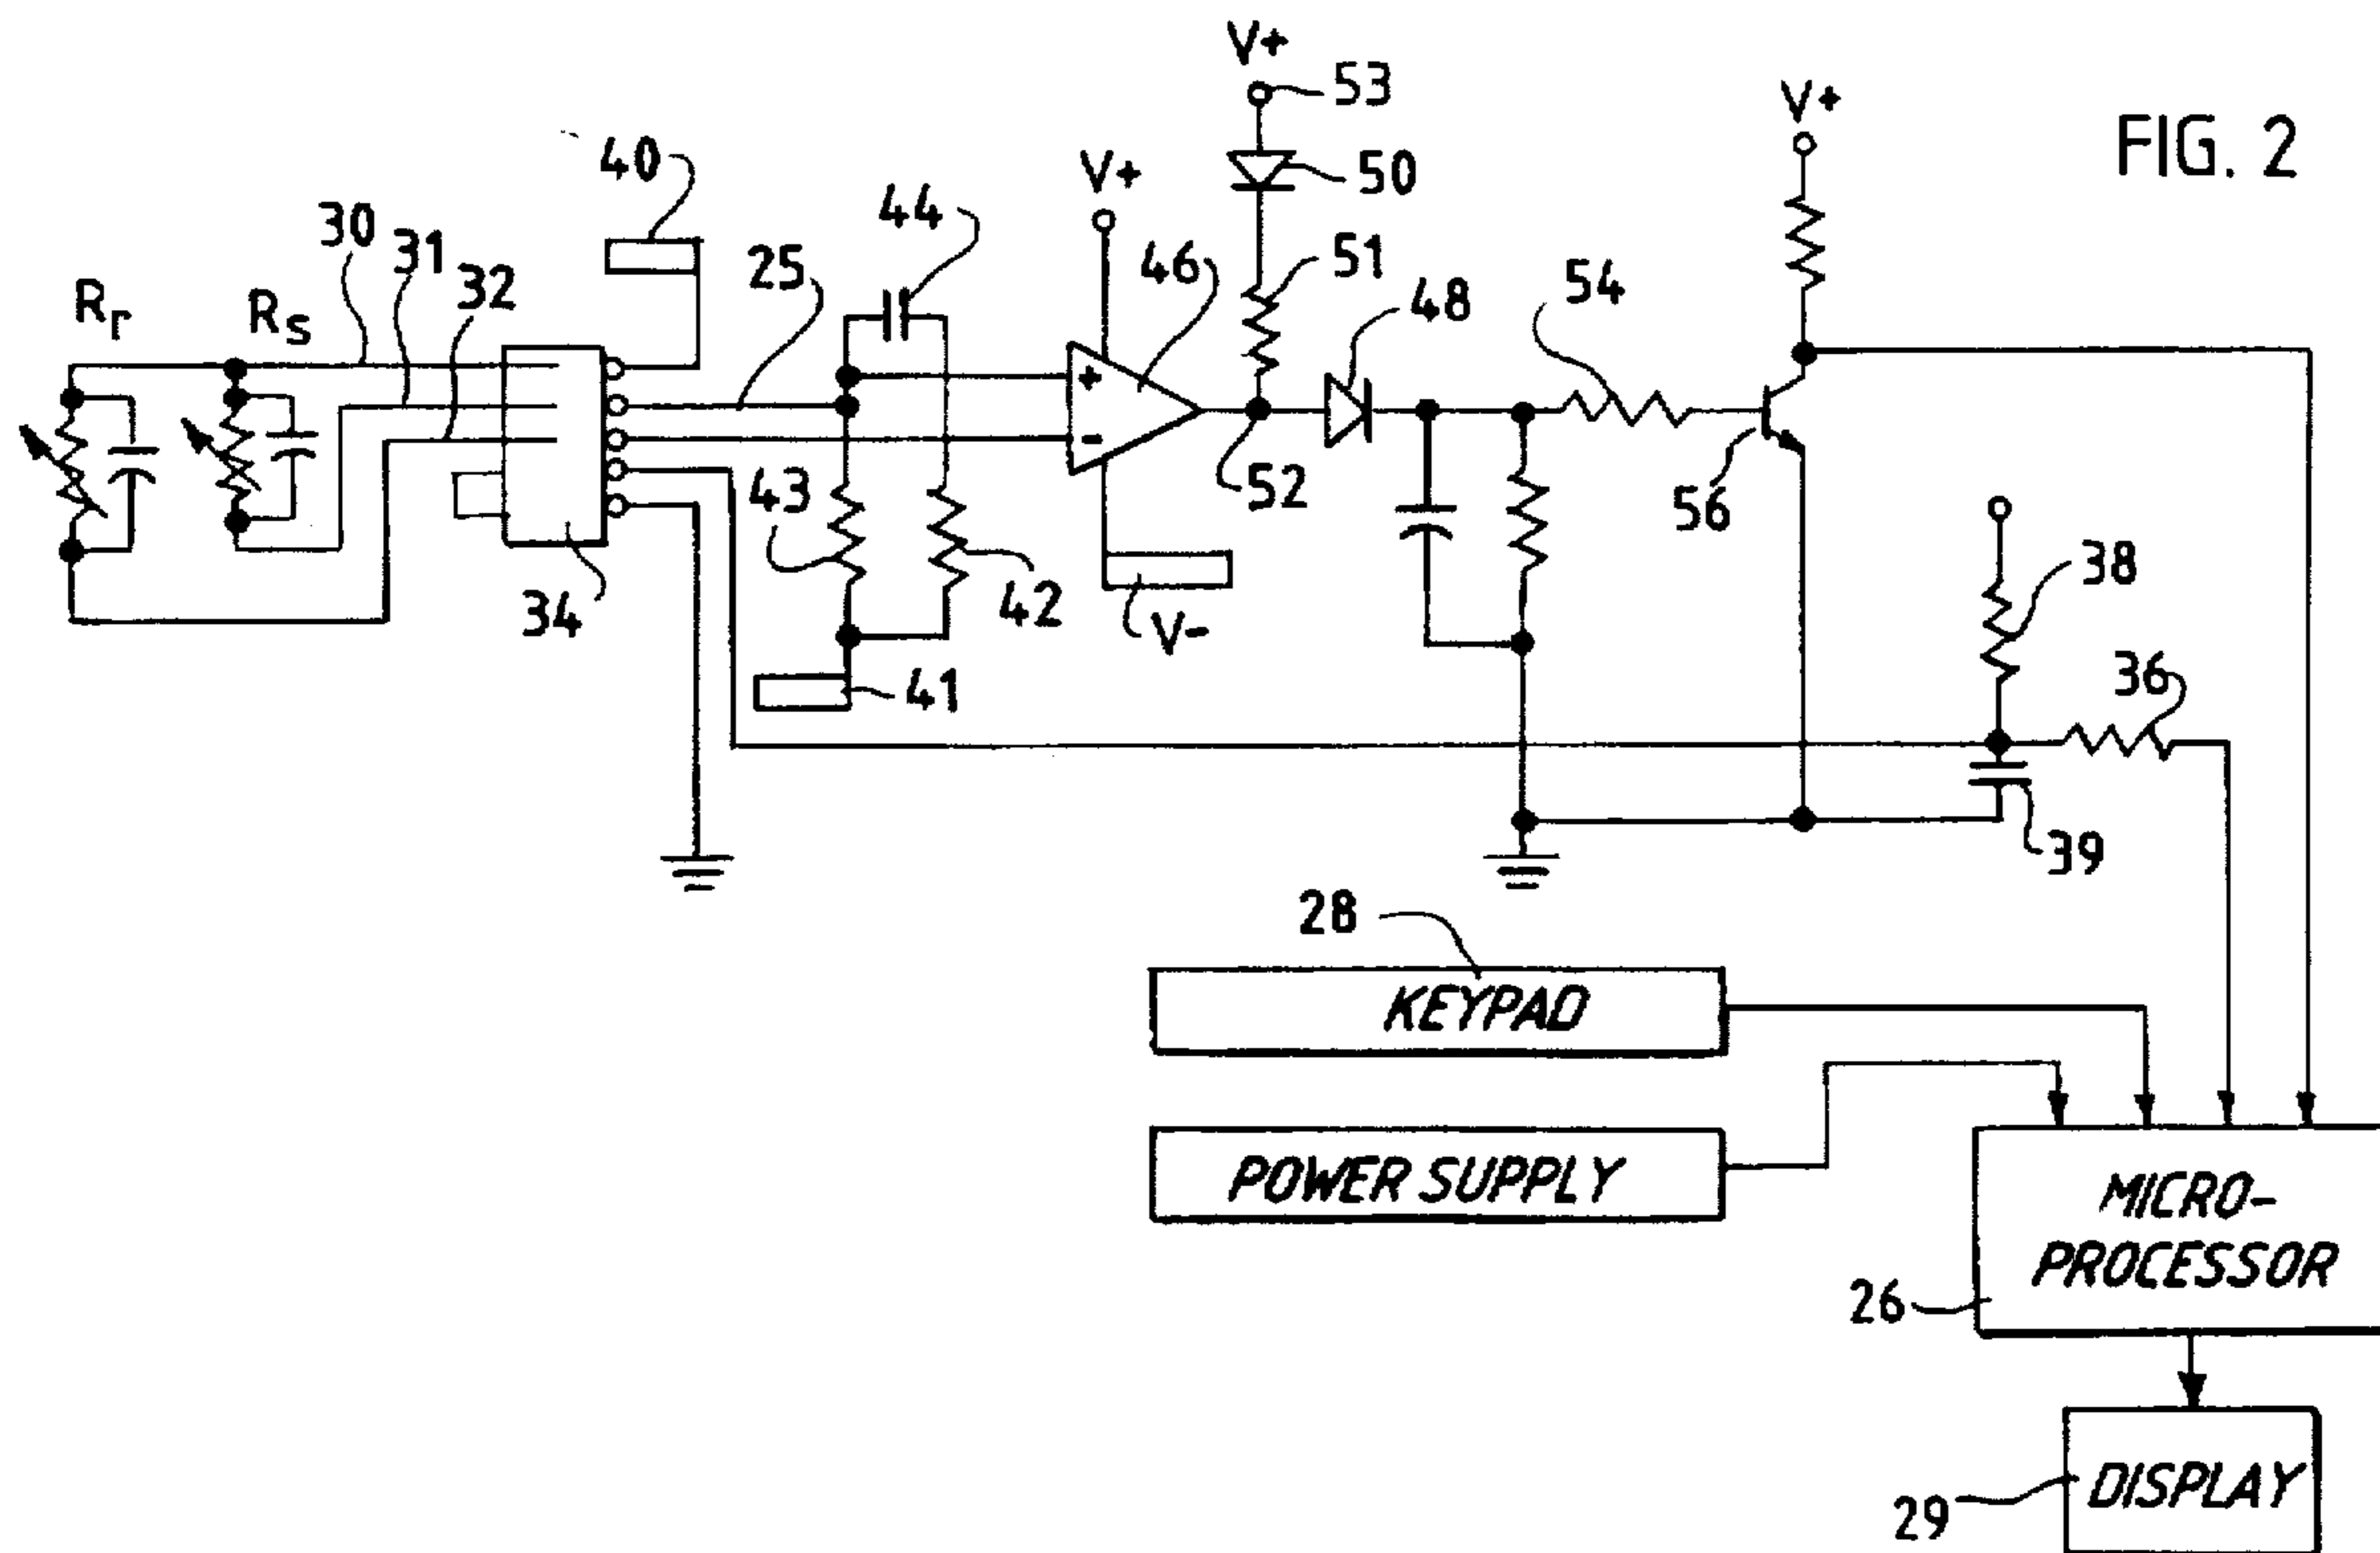 V+
53
V+
FIG. 2
40
50
V+
44
30
31
25
46
51
32
48
54
Rr
Rs
+
-
43
52
56
34
42
38
V-
41
36
39
28
KEYPAD
POWER SUPPLY
MICRO-
PROCESSOR
26
DISPLAY
29